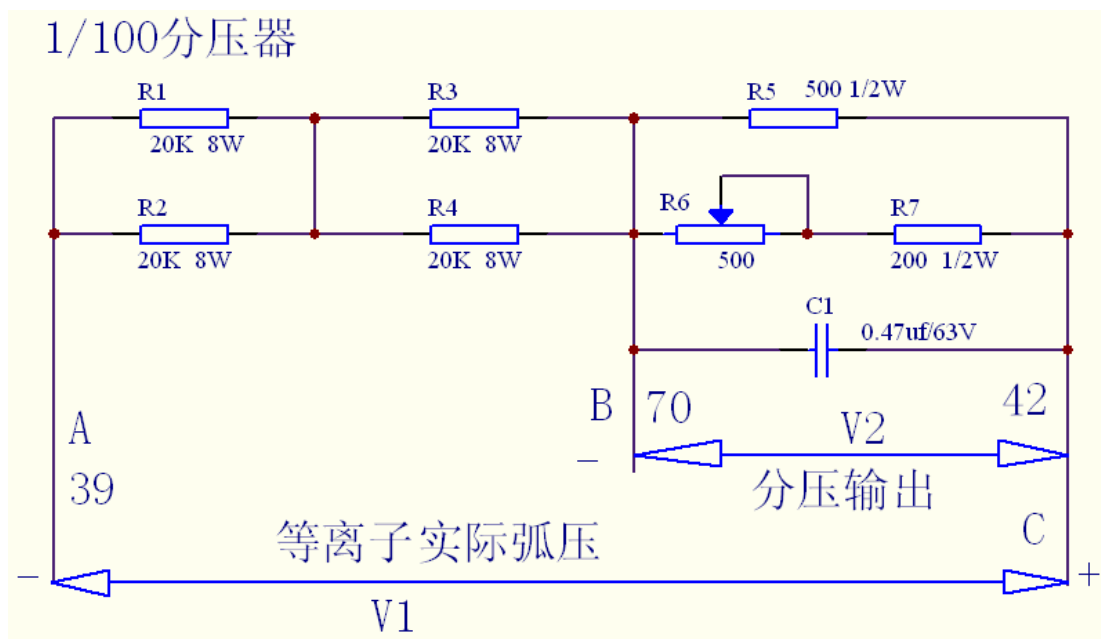 1/100分压器
R1
R3
R5
500 1/2W
20K 8W
20K 8W
R2
R4
R6
R7
20K 8W
20K 8W
500
200 1/2W
C1
0.47uf/63V
B
70
42
A
V2
-
39
分压输出
等离子实际弧压
C
-
+
V1